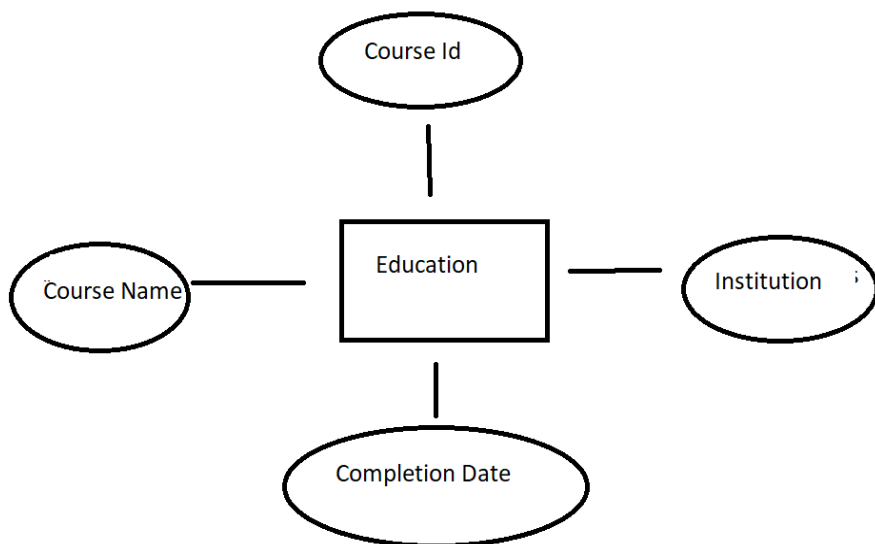 Course Id
Education
Course Name
Institution
Completion Date